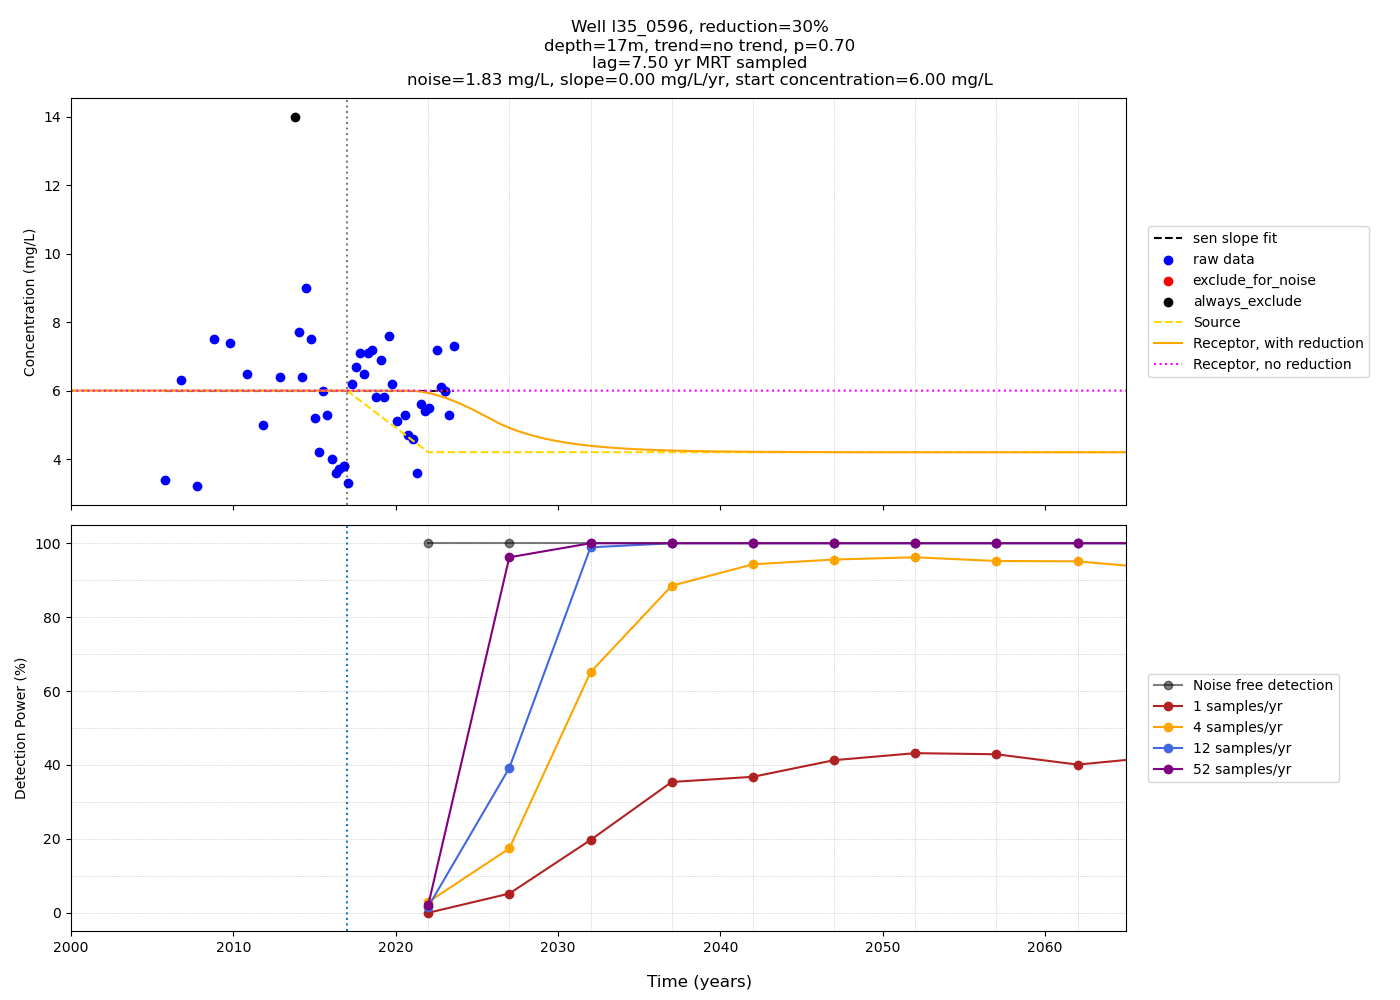 Well l35_0596, reduction=30%
depth=17m, trend=no trend, p=0.70
lag=7.50 yr MRT sampled
noise=1.83 mg/L, slope=0.00 mg/L/yr, start concentration=6.00 mg/L
Concentration (mg/L)
14
12
10
8
6
4
sen slope fit
raw data
exclude_for_noise
always_exclude
Source
Receptor, with reduction
Receptor, no reduction
Detection Power (%)
100
80
60
40
20
0
Noise free detection
1 samples/yr
4 samples/yr
12 samples/yr
52 samples/yr
2000 2010 2020 2030 2040 2050 2060
Time (years)